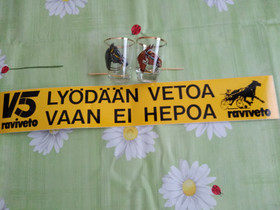 V5
raviveto
LYÖDÄÄN VETOA
VAAN EI HEPOA
raviveto